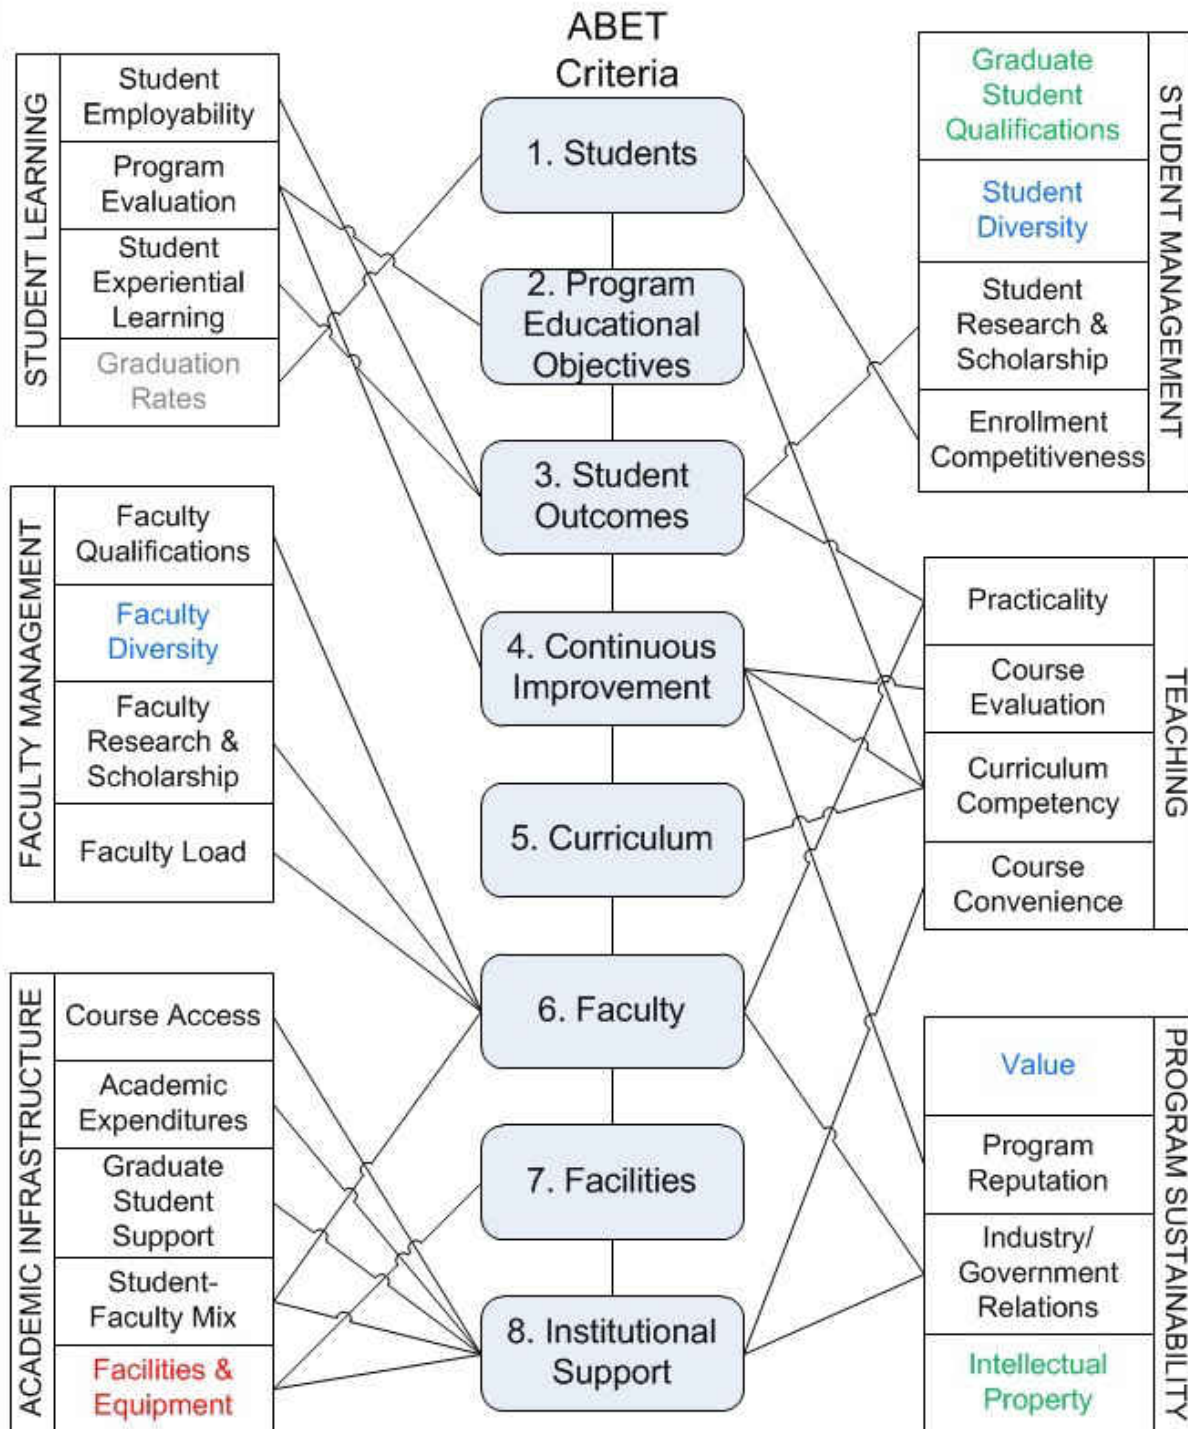 ABET
Criteria
STUDENT LEARNING
Student
Employability
Program
Evaluation
Student
Experiential
Learning
Graduation
Rates
FACULTY MANAGEMENT
Faculty
Qualifications
Faculty
Diversity
Faculty
Research &
Scholarship
Faculty Load
ACADEMIC INFRASTRUCTURE
Course Access
Academic
Expenditures
Graduate
Student
Support
Student-
Faculty Mix
Facilities &
Equipment
1. Students
2. Program
Educational
Objectives
3. Student
Outcomes
4. Continuous
Improvement
5. Curriculum
6. Faculty
7. Facilities
8. Institutional
Support
Graduate
Student
Qualifications
Student
Diversity
Student
Research &
Scholarship
Enrollment
Competitiveness
STUDENT MANAGEMENT
Practicality
Course
Evaluation
Curriculum
Competency
Course
Convenience
TEACHING
Value
Program
Reputation
Industry/
Government
Relations
Intellectual
Property
PROGRAM SUSTAINABILITY